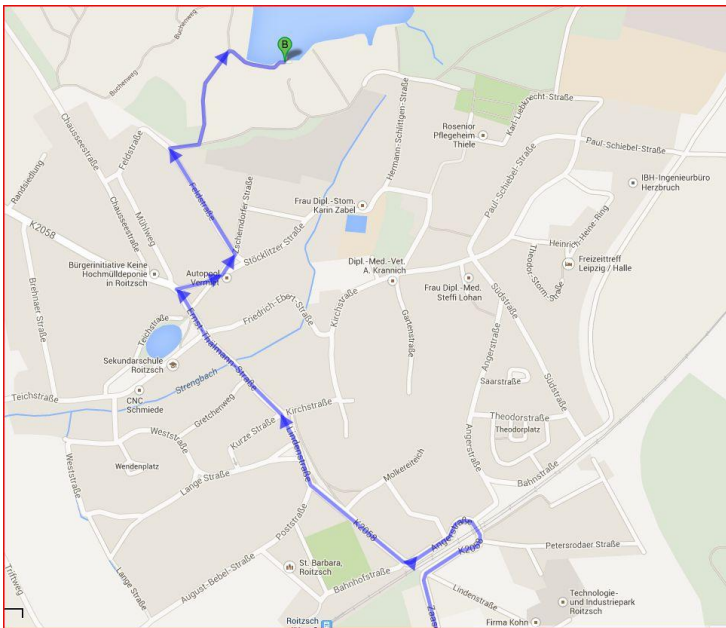 Buchenweg
B
Buchenweg
Chausseestraße
Feldstraße
Randsiedlung
Chausseestraße
Mühlweg
K2058
Feldstraße
Zscherndorfer Straße
Stöcklitzer Straße
Hermann-Schlittgen-Straße
Rosenior
Pflegeheim
Thiele
Karl-Liebknecht-Straße
Paul-Schiebel-Straße
Paul-Schiebel-Straße
IBH-Ingenieurbüro
Herzbruch
Frau Dipl.-Stom.
Karin Zabel
Heinrich-Heine-Ring
Theodor-Storm-Straße
Freizeittreff
Leipzig / Halle
Bürgerinitiative Keine
Hochmülldeponie
in Roitzsch
Autopool
Vermiet
Dipl.-Med.-Vet.
A. Krannich
Frau Dipl.-Med.
Steffi Lohan
Südstraße
Brehnaer Straße
Teichstraße
Friedrich-Ebert-Straße
Kirchstraße
Gartenstraße
Angerstraße
Ernst-Thälmann-Straße
Sekundarschule
Roitzsch
Strengbach
Saarstraße
Südstraße
Teichstraße
CNC
Schmiede
Gretchenweg
Kirchstraße
Theodorstraße
Theodorplatz
Weststraße
Kurze Straße
Lindenstraße
Angerstraße
Weststraße
Wendenplatz
Lange Straße
Molkereiteich
Bahnstraße
Poststraße
K2058
Angerstraße
K2058
Petersrodaer Straße
Lange Straße
August-Bebel-Straße
St. Barbara,
Roitzsch
Bahnhofstraße
Triftweg
Lindenstraße
Technologie-
und Industriepark
Roitzsch
Roitzsch
Firma Kohn